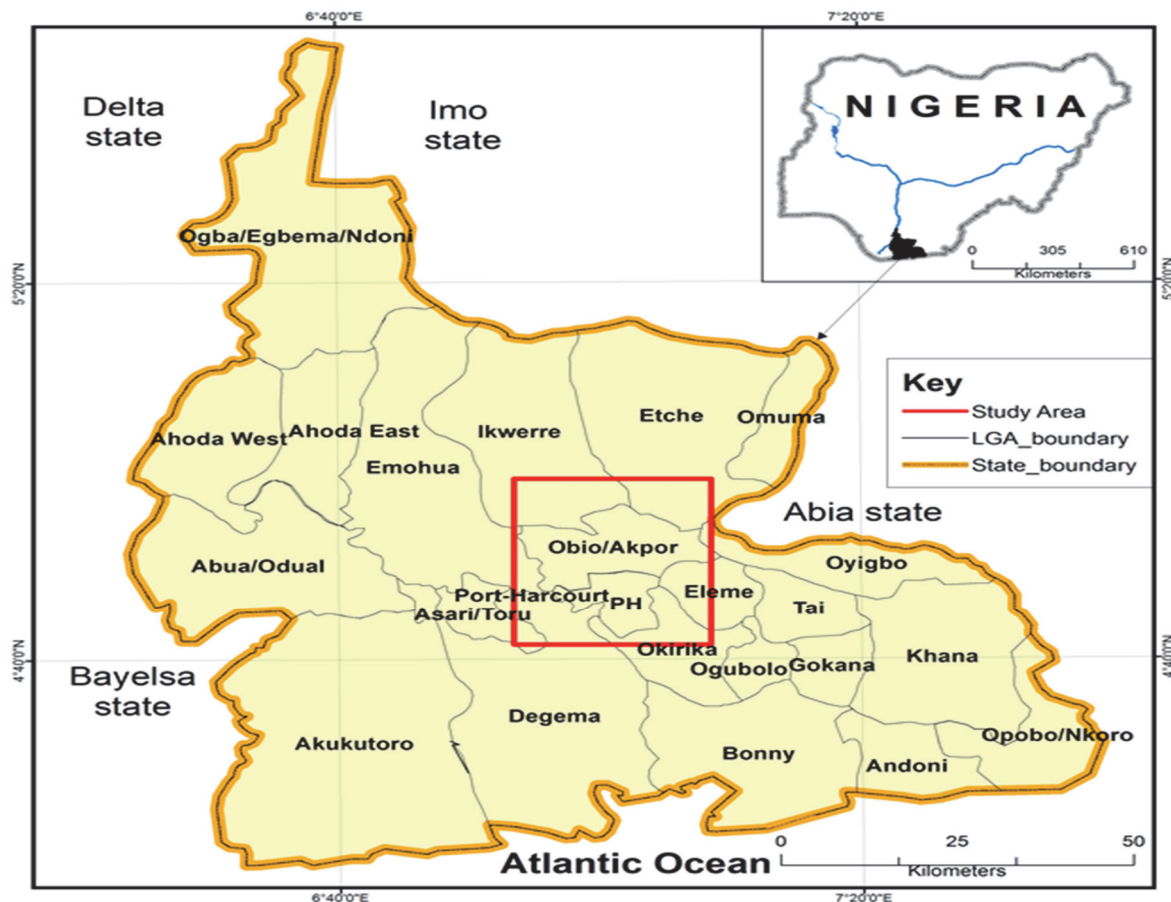 6°40'0"E
7°20'0"E
Delta
state
Imo
state
NIGERIA
0 305 610
Kilometers
Ogba/Egbema/Ndoni
5°20'0"N
5°20'0"N
Key
Study Area
LGA_boundary
State_boundary
Etche
Omuma
Ahoda West
Ahoda East
Ikwerre
Emohua
Abia state
Obio/Akpor
Oyigbo
Abua/Odual
Port-Harcourt
PH
Eleme
Tai
Asari/Toru
Okirika
Ogubolo
Gokana
Khana
4°40'0"N
4°40'0"N
Bayelsa
state
Degema
Akukutoro
Bonny
Andoni
Opobo/Nkoro
0 25 50
Kilometers
Atlantic Ocean
6°40'0"E
7°20'0"E